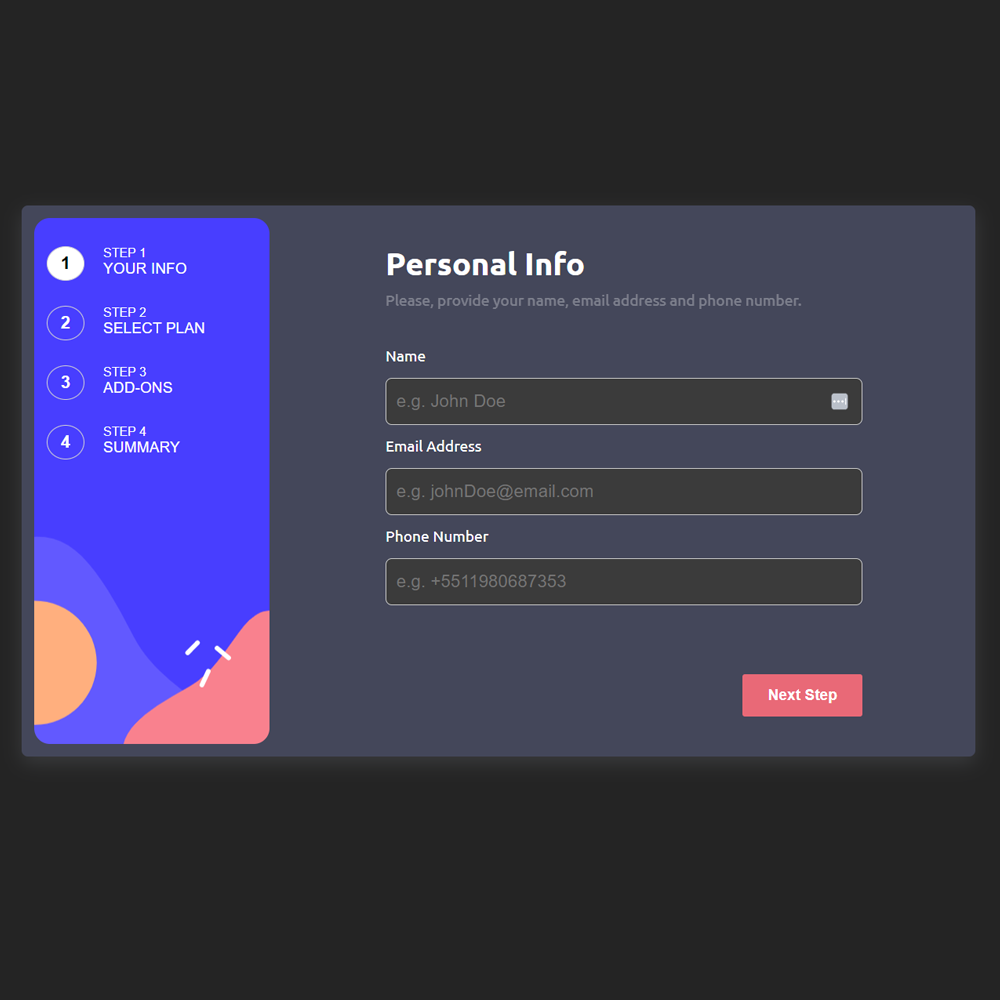 1
STEP 1
YOUR INFO
2
STEP 2
SELECT PLAN
3
STEP 3
ADD-ONS
4
STEP 4
SUMMARY
Personal Info
Please, provide your name, email address and phone number.
Name
e.g. John Doe
Email Address
e.g. johnDoe@email.com
Phone Number
e.g. +5511980687353
Next Step